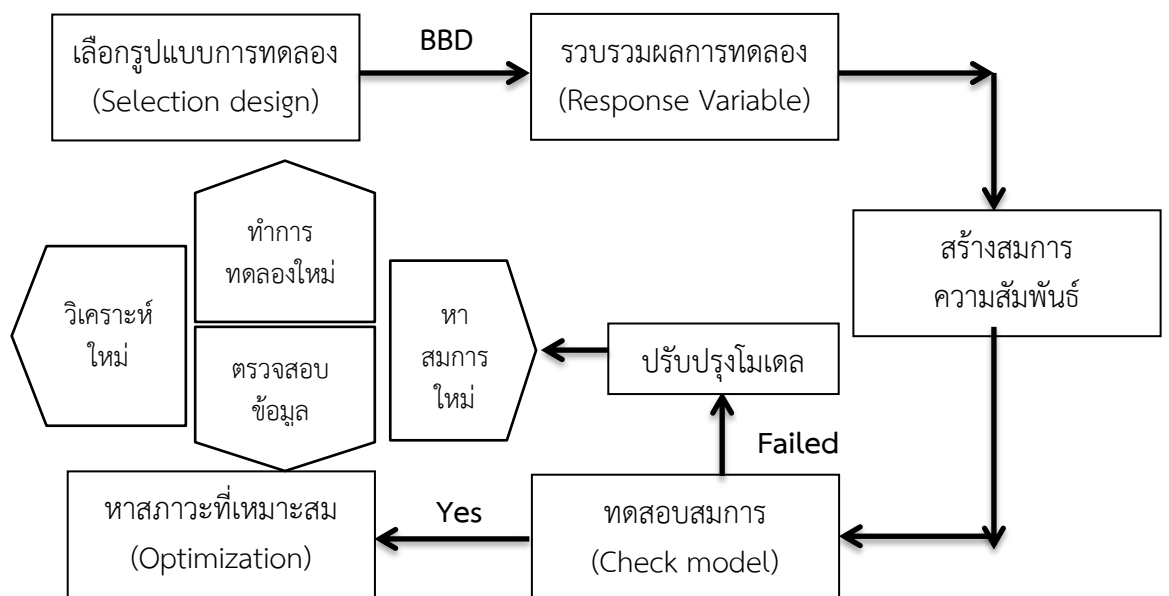 เลือกรูปแบบการทดลอง
(Selection design)
BBD
รวบรวมผลการทดลอง
(Response Variable)
สร้างสมการ
ความสัมพันธ์
ทำการ
ทดลองใหม่
วิเคราะห์
ใหม่
ตรวจสอบ
ข้อมูล
หา
สมการ
ใหม่
ปรับปรุงโมเดล
Failed
หาสภาวะที่เหมาะสม
(Optimization)
Yes
ทดสอบสมการ
(Check model)